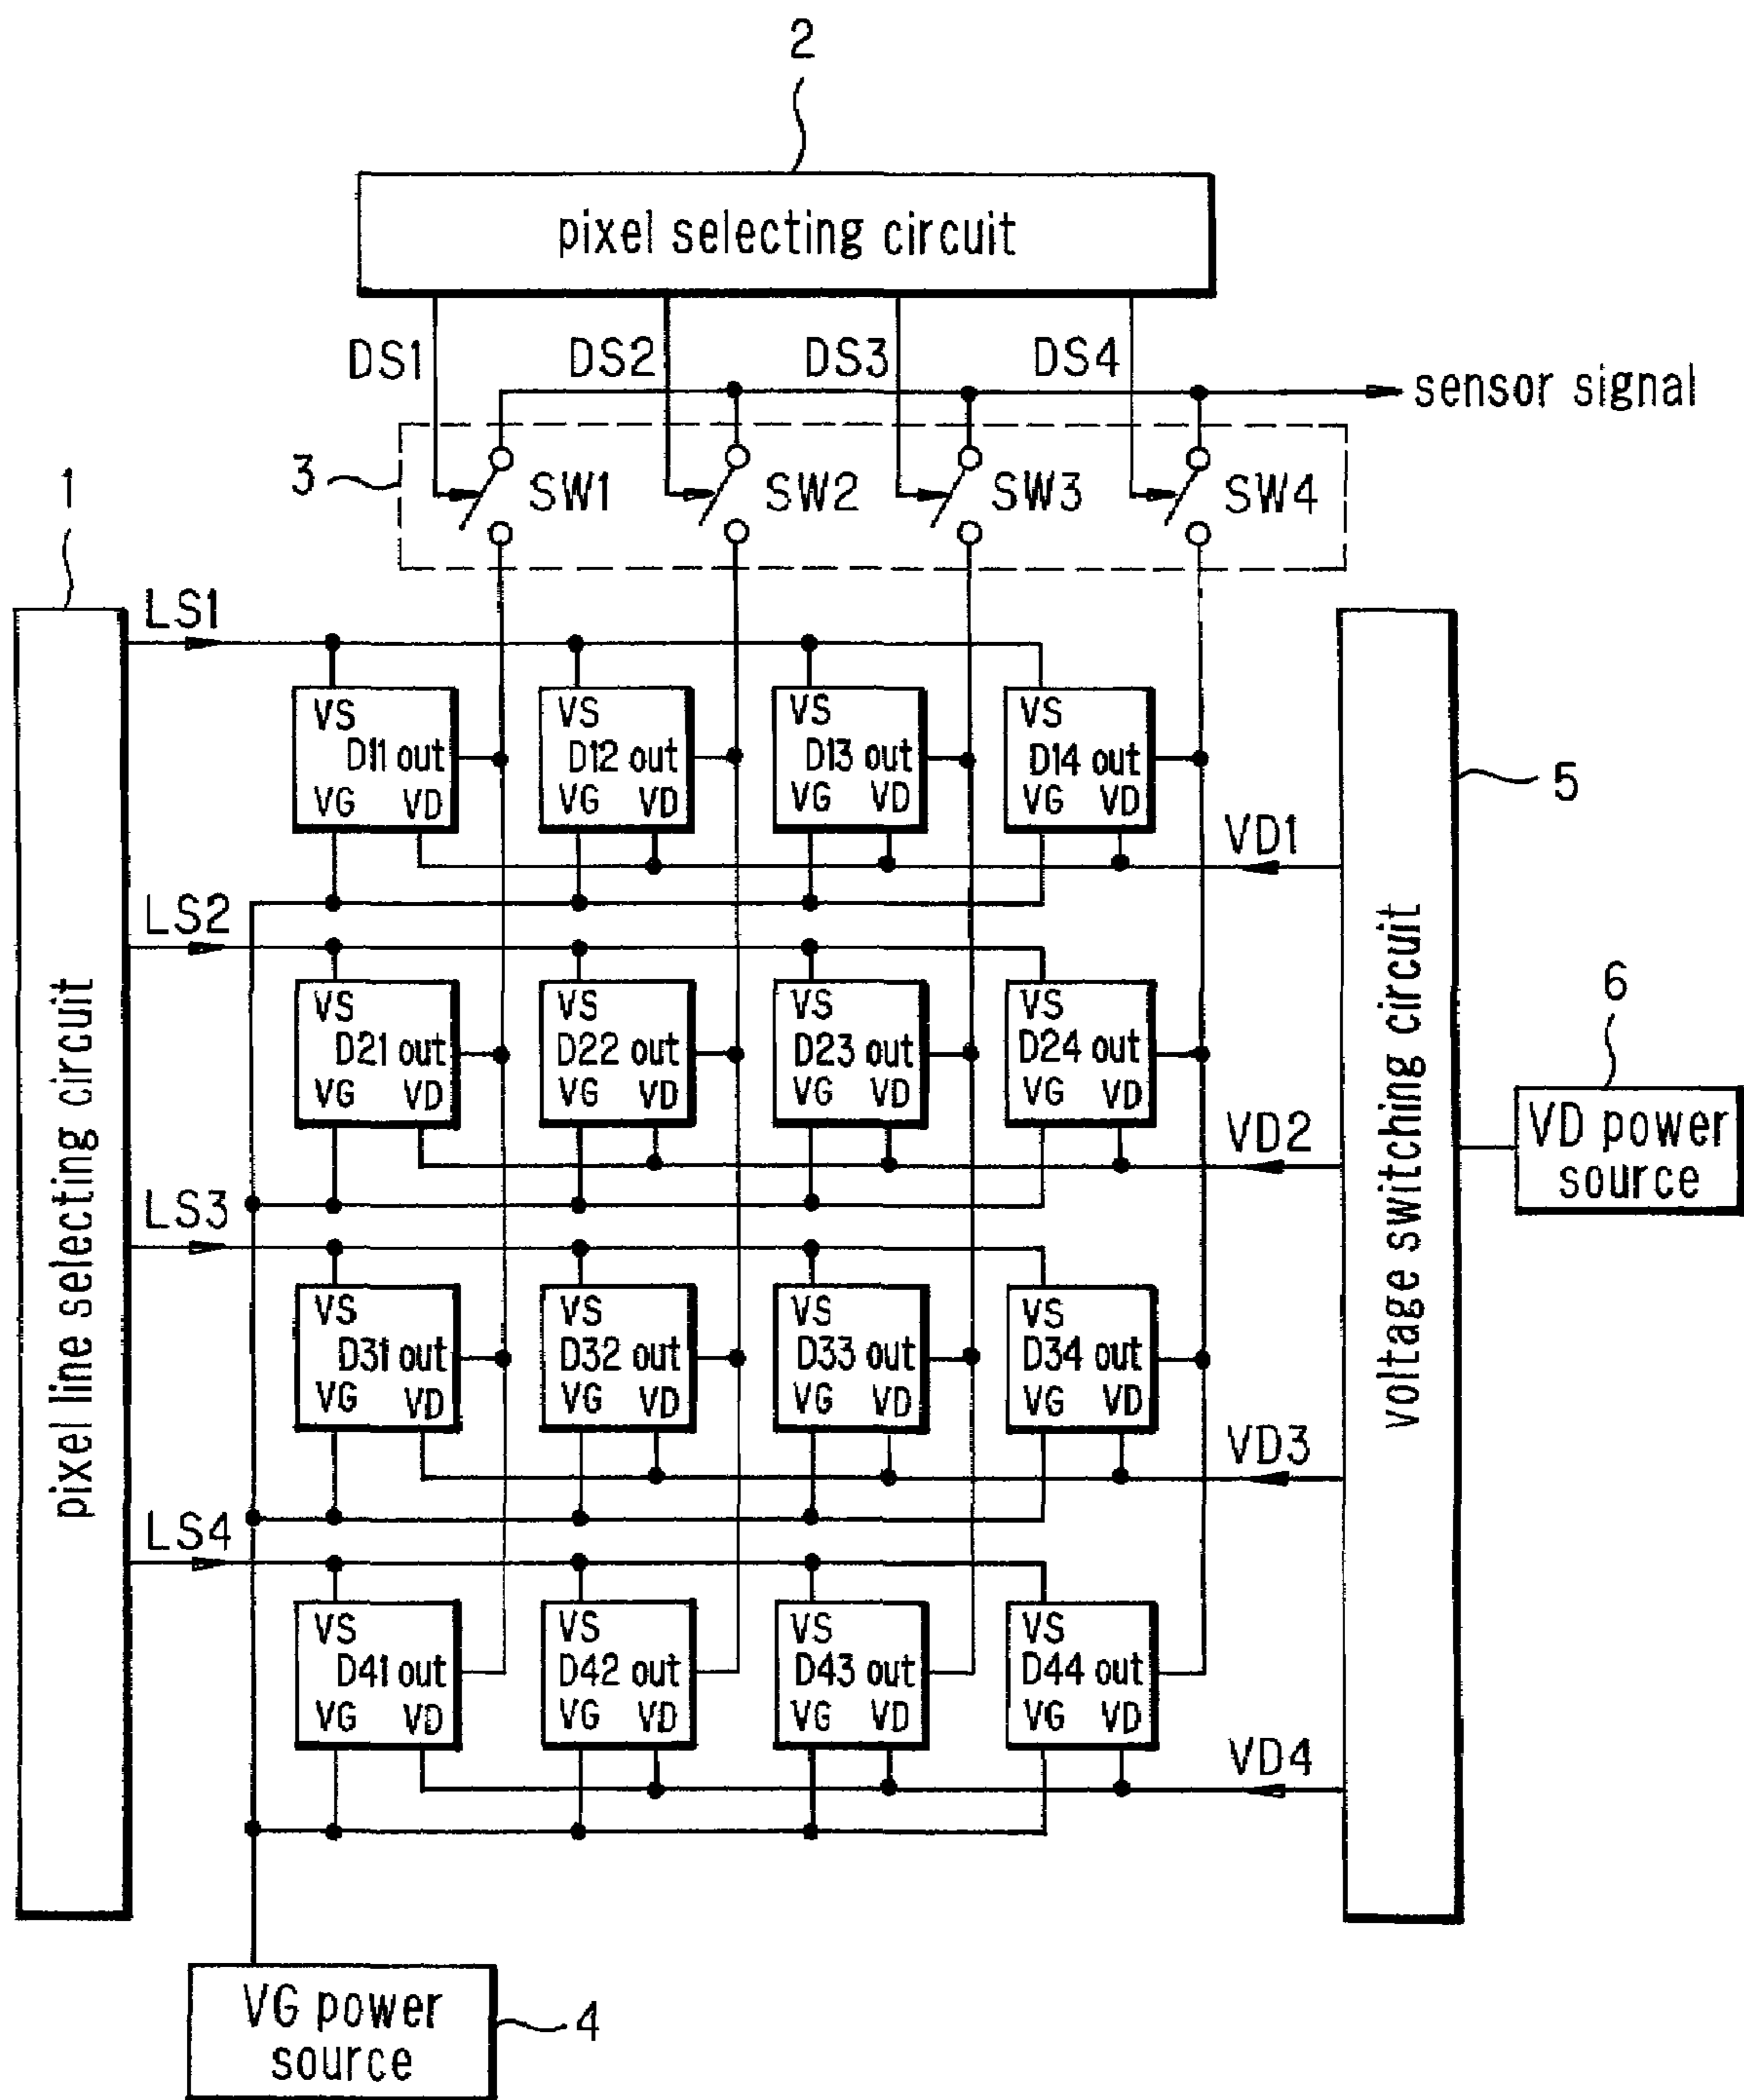 2
pixel selecting circuit
DS1 DS2 DS3 DS4
sensor signal
3
SW1 SW2 SW3 SW4
1
pixel line selecting circuit
LS1
VS VS VS VS
D11 out D12 out D13 out D14 out
VG VD VG VD VG VD VG VD
VD1
5
voltage switching circuit
LS2
VS VS VS VS
D21 out D22 out D23 out D24 out
VG VD VG VD VG VD VG VD
VD2
6
VD power
source
LS3
VS VS VS VS
D31 out D32 out D33 out D34 out
VG VD VG VD VG VD VG VD
VD3
LS4
VS VS VS VS
D41 out D42 out D43 out D44 out
VG VD VG VD VG VD VG VD
VD4
VG power
source
4